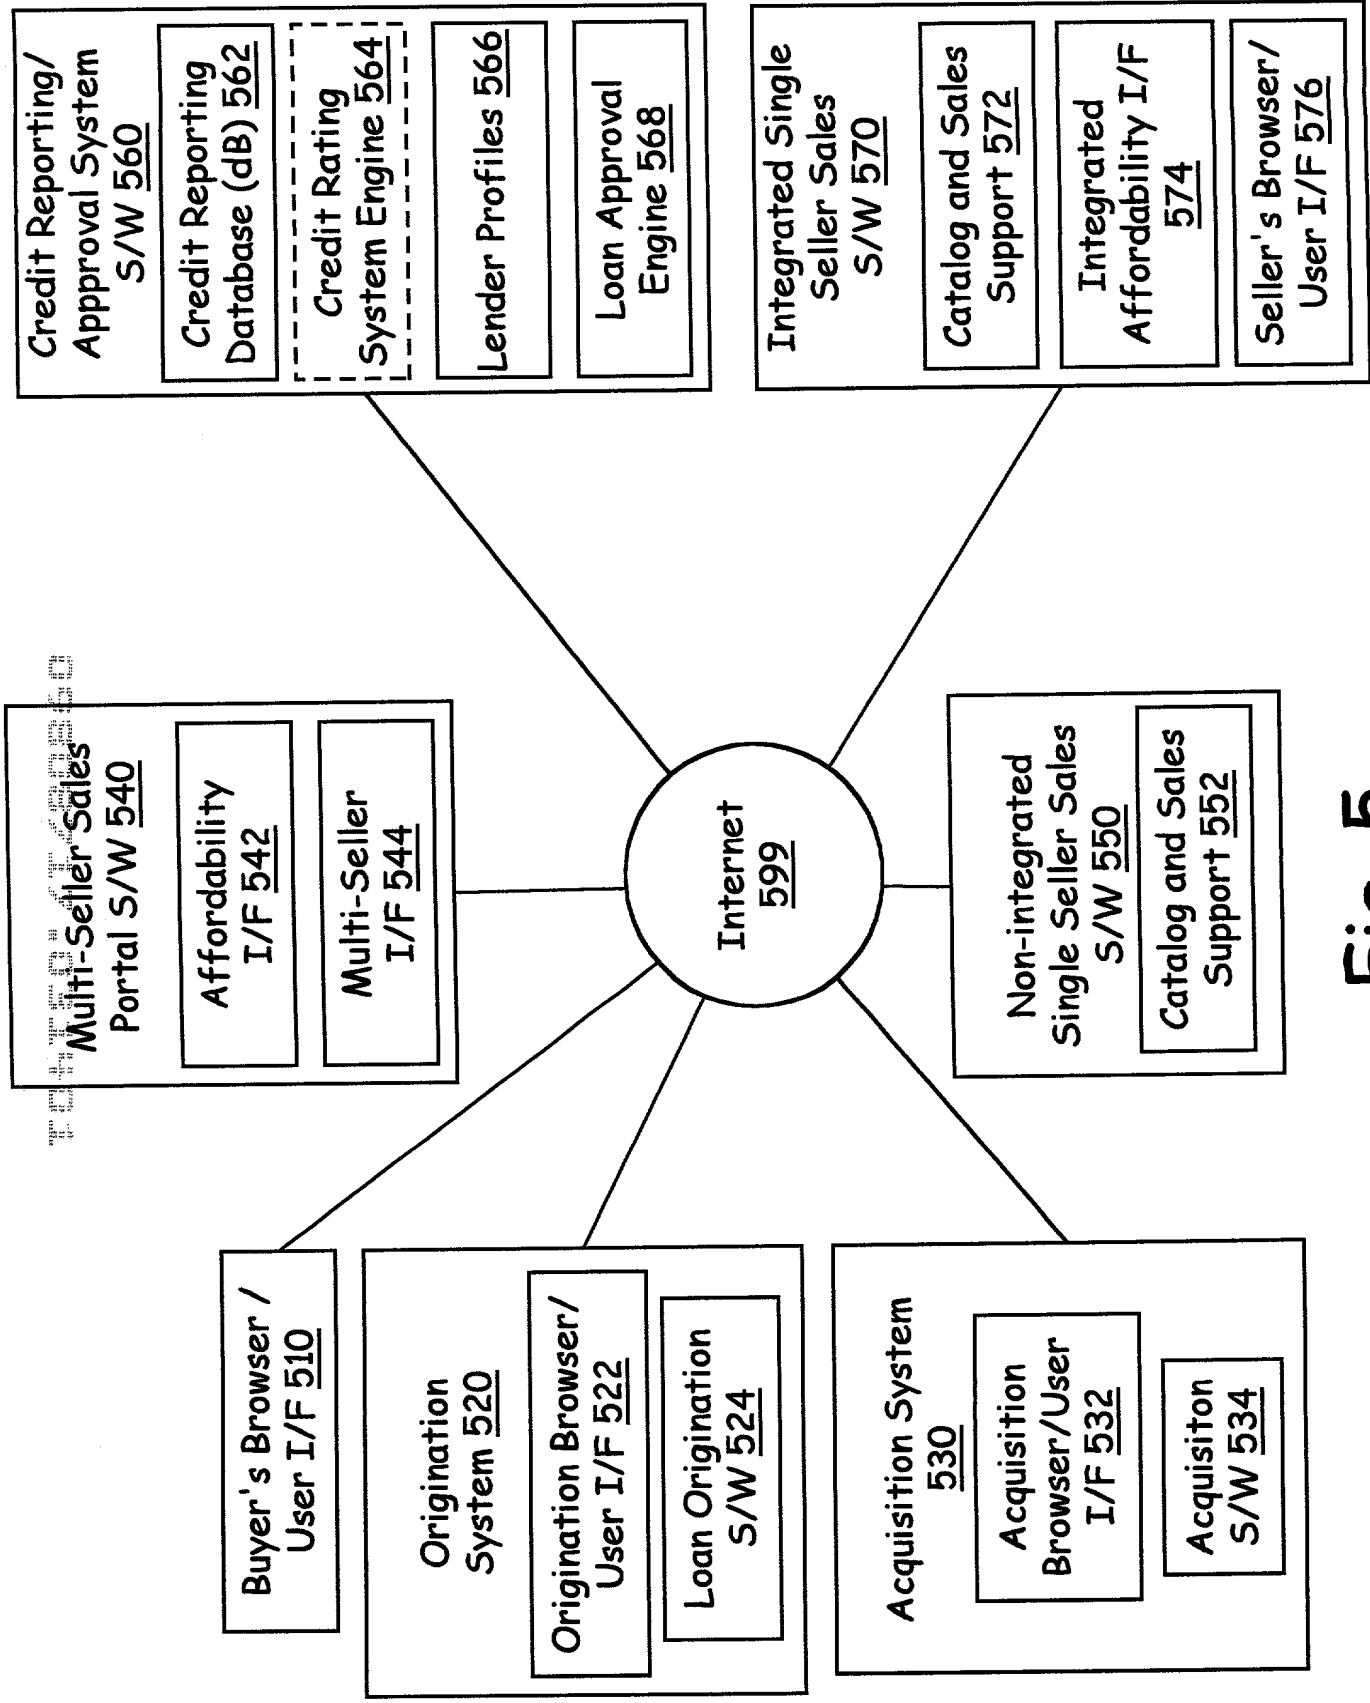 Buyer's Browser /
User I/F 510
Origination
System 520
Origination Browser/
User I/F 522
Loan Origination
S/W 524
Acquisition System
530
Acquisition
Browser/User
I/F 532
Acquisiton
S/W 534
Multi-Seller Sales
Portal S/W 540
Affordability
I/F 542
Multi-Seller
I/F 544
Internet
599
Non-integrated
Single Seller Sales
S/W 550
Catalog and Sales
Support 552
Credit Reporting/
Appproval System
S/W 560
Credit Reporting
Database (dB) 562
Credit Rating
System Engine 564
Lender Profiles 566
Loan Approval
Engine 568
Integrated Single
Seller Sales
S/W 570
Catalog and Sales
Support 572
Integrated
Affordability I/F
574
Seller's Browser/
User I/F 576
Fig. 5